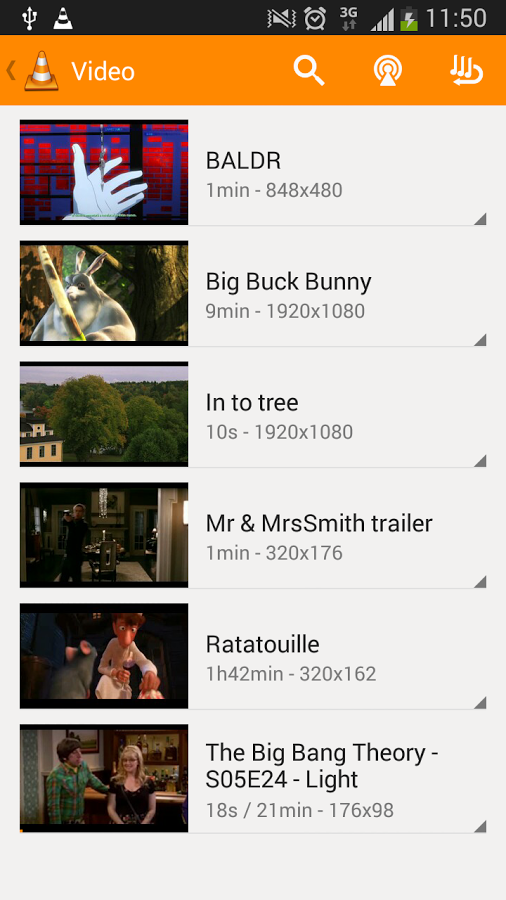 3G
11:50
Video
BALDR
1min - 848x480
Big Buck Bunny
9min - 1920x1080
In to tree
10s - 1920x1080
Mr & MrsSmith trailer
1min - 320x176
Ratatouille
1h42min - 320x162
The Big Bang Theory -
S05E24 - Light
18s / 21min - 176x98